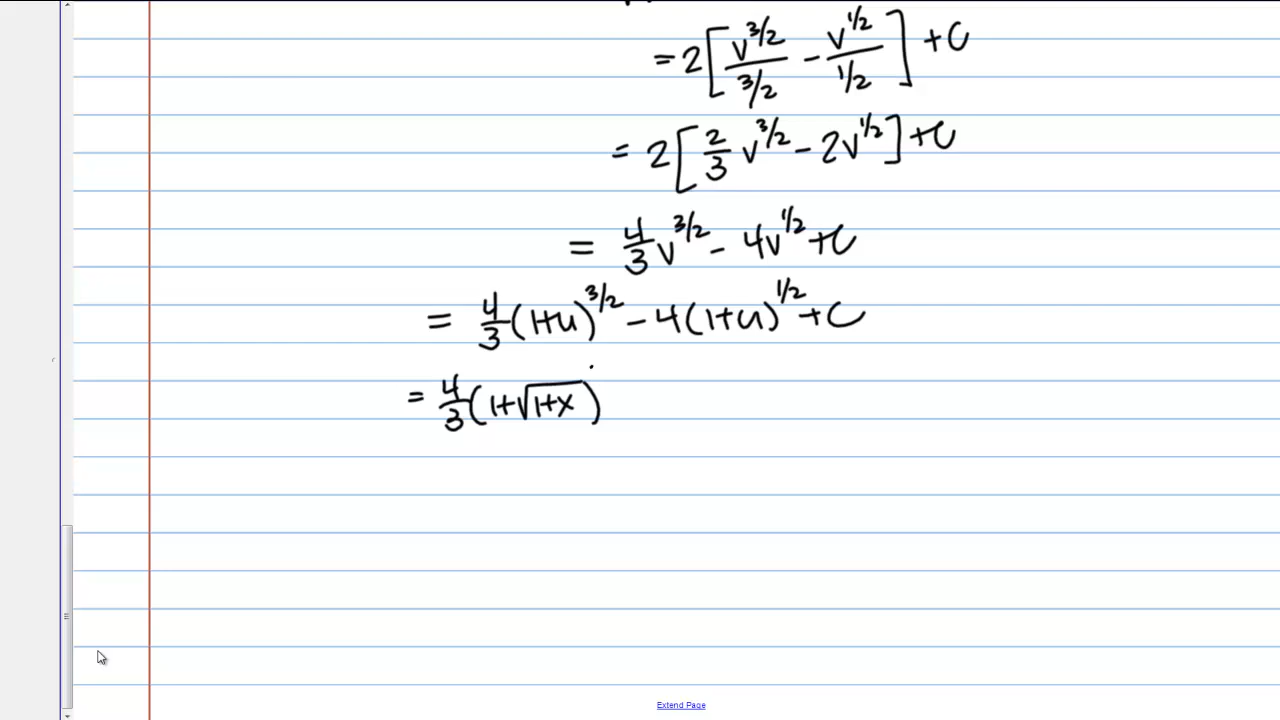 = 2[ v^{3/2}/(3/2) - v^{1/2}/(1/2) ] + C
= 2[ 2/3 v^{3/2} - 2v^{1/2} ] + C
= 4/3 v^{3/2} - 4v^{1/2} + C
= 4/3 (1+u)^{3/2} - 4(1+u)^{1/2} + C
= 4/3 (1+√(1+x))
Extend Page